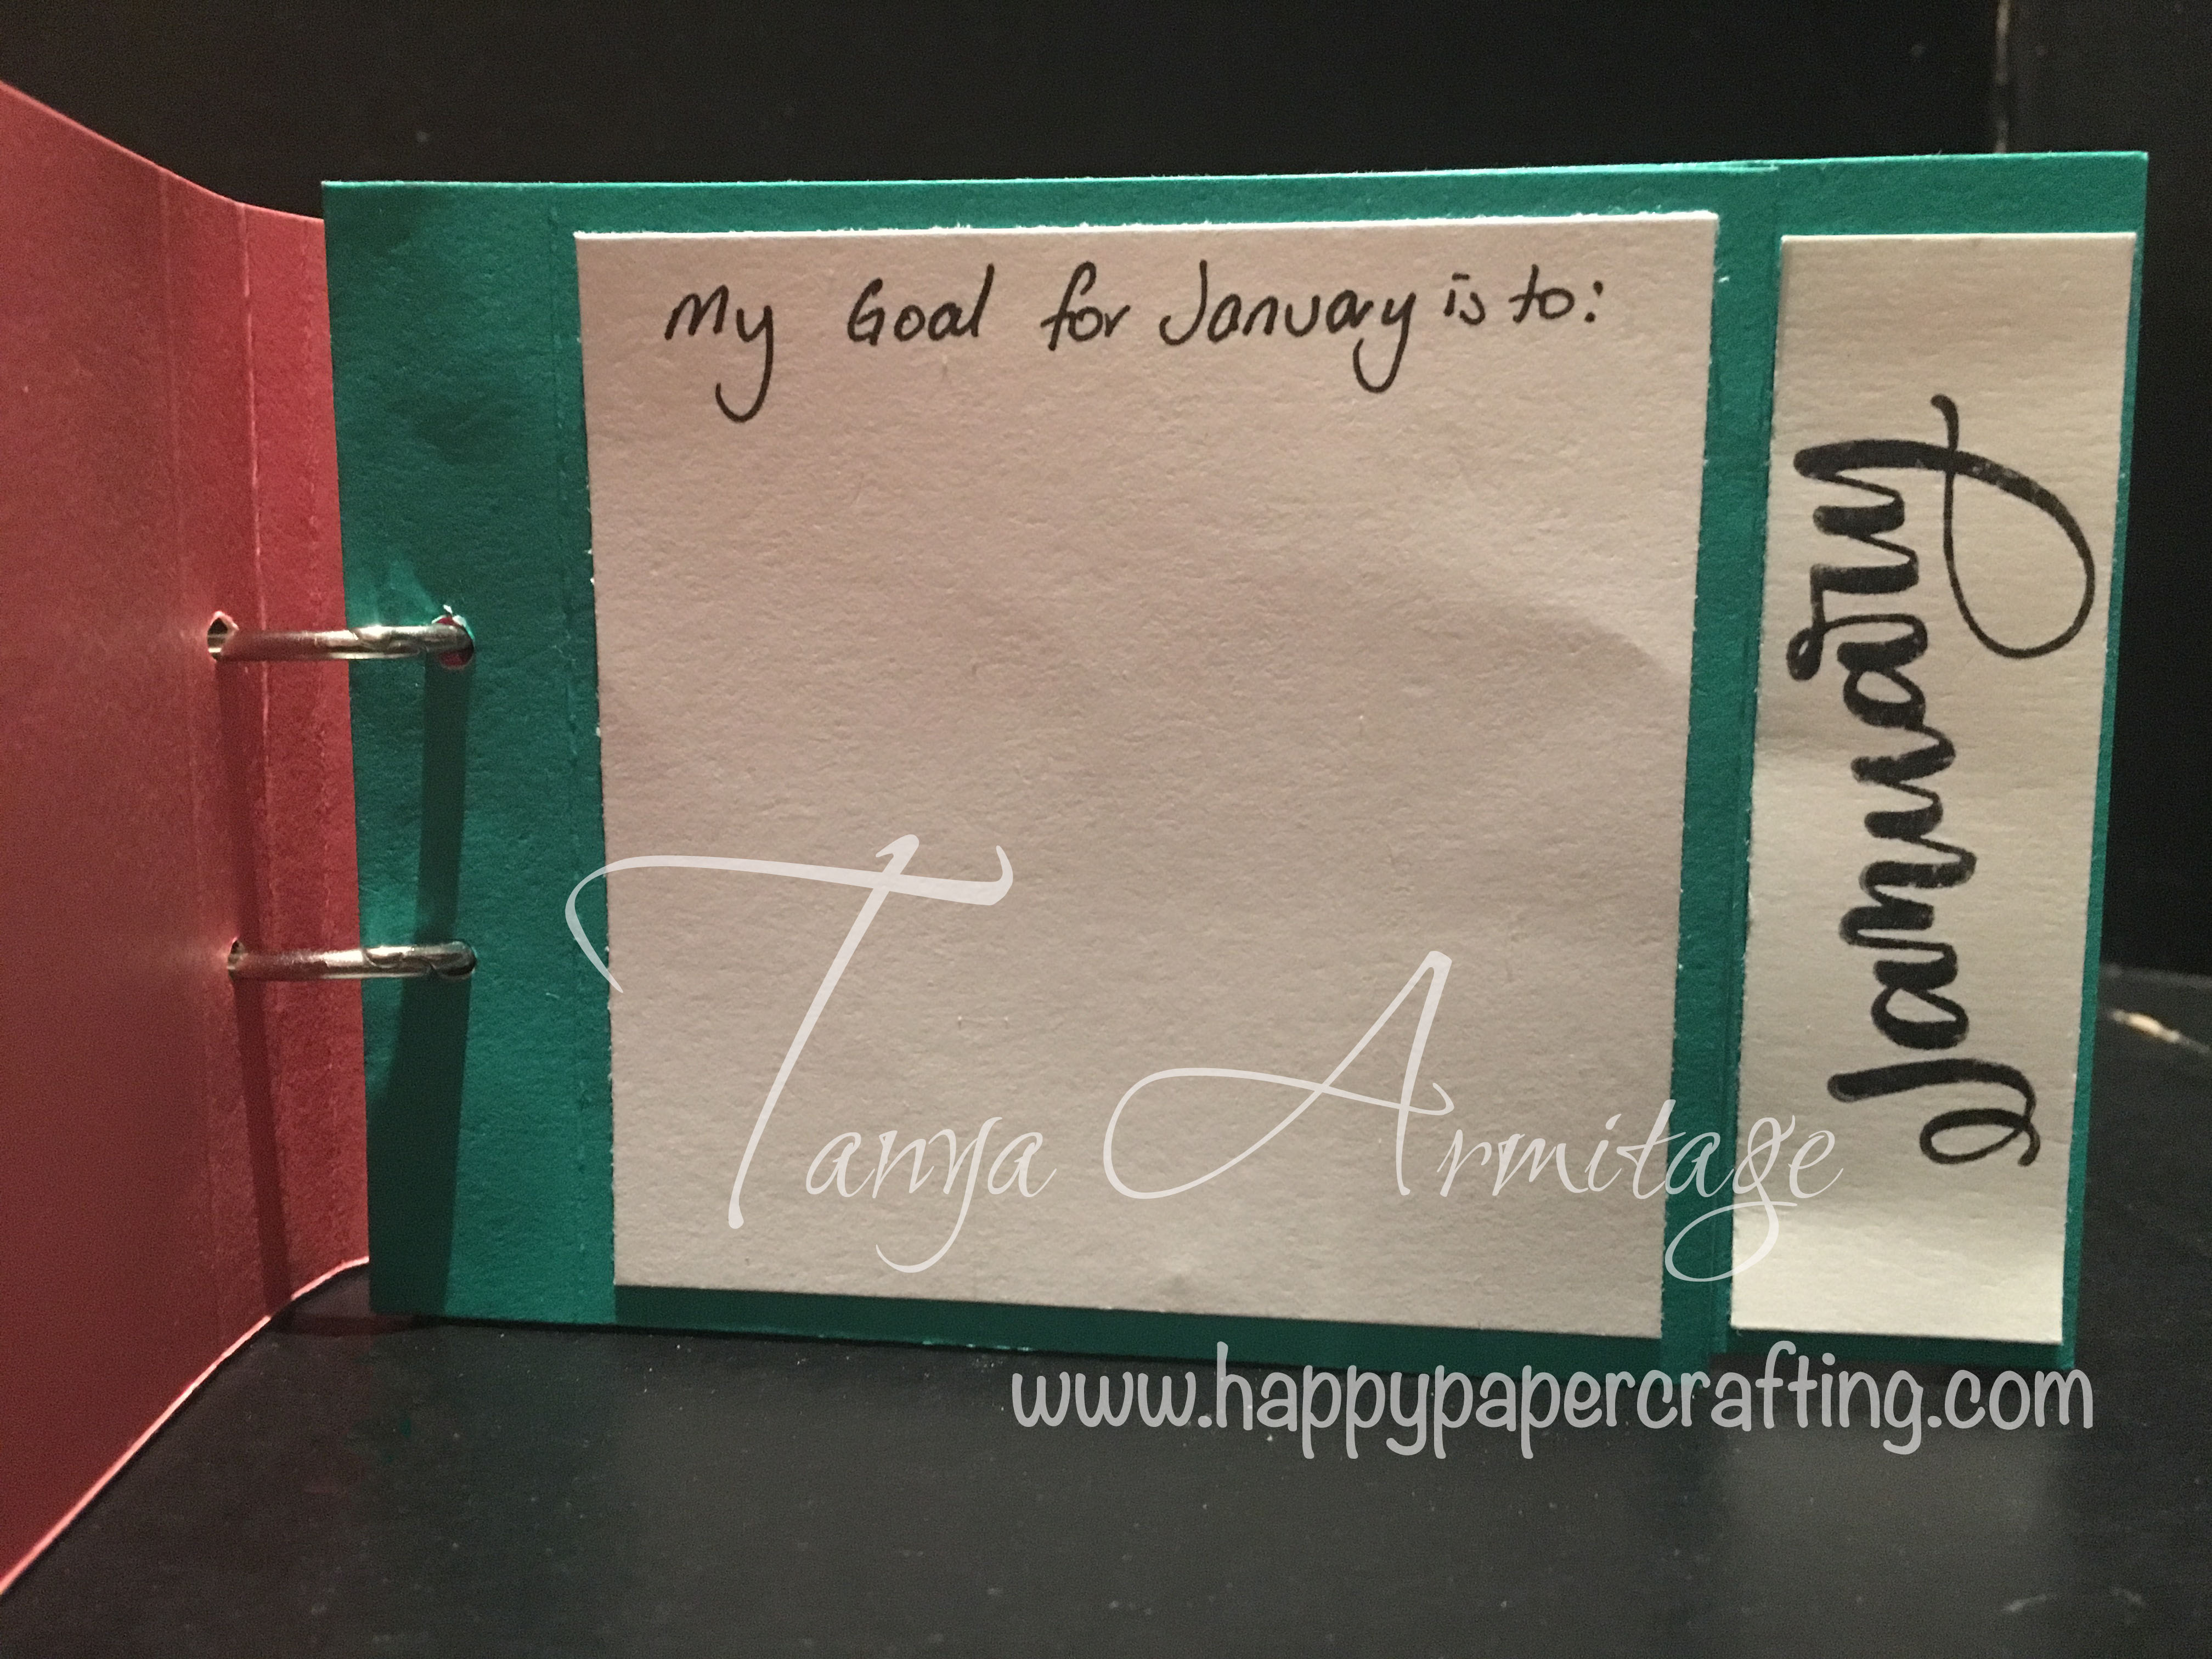 My Goal for January is to:
January
Tanya Armitage
www.happypapercrafting.com